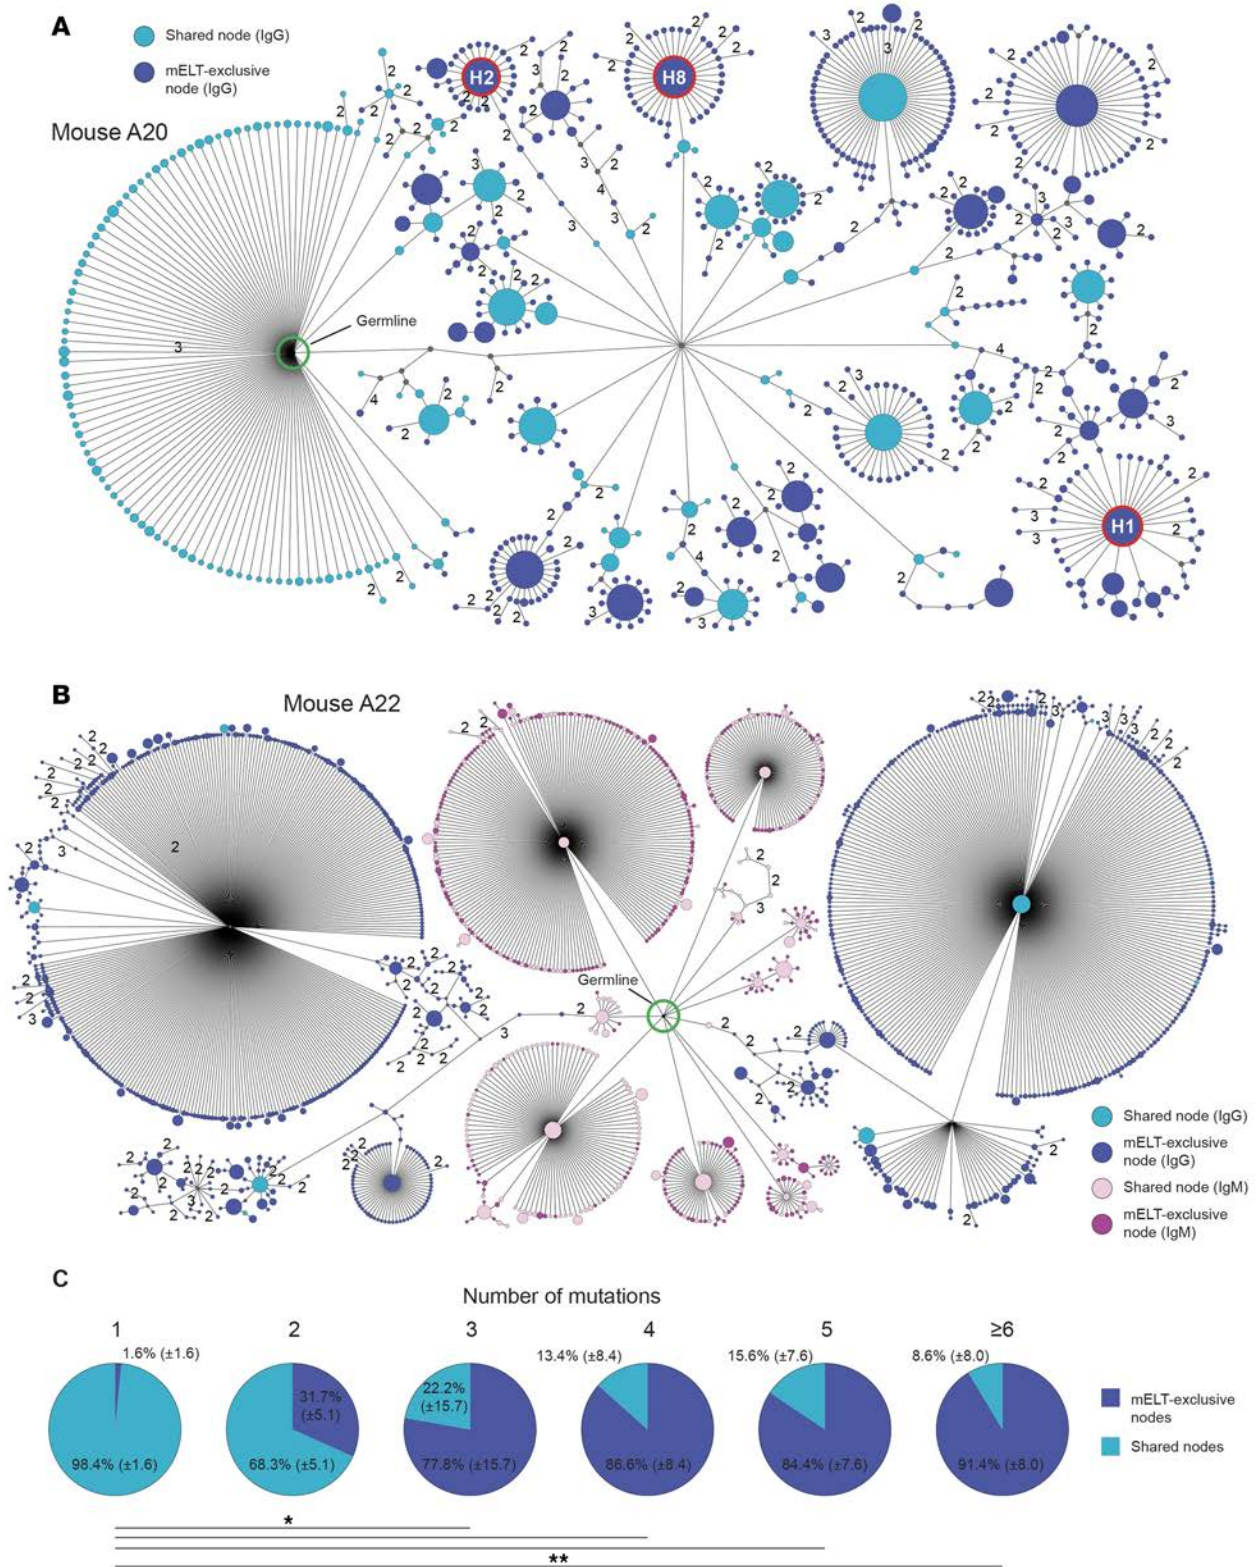 A
Shared node (IgG)
mELT-exclusive
node (IgG)
Mouse A20
H2
H8
H1
Germline
B
Mouse A22
Germline
Shared node (IgG)
mELT-exclusive
node (IgG)
Shared node (IgM)
mELT-exclusive
node (IgM)
C
Number of mutations
1 2 3 4 5 ≥6
1.6% (±1.6)
98.4% (±1.6)
31.7%
(±5.1)
68.3% (±5.1)
22.2%
(±15.7)
77.8% (±15.7)
13.4% (±8.4)
86.6% (±8.4)
15.6% (±7.6)
84.4% (±7.6)
8.6% (±8.0)
91.4% (±8.0)
mELT-exclusive
nodes
Shared nodes
*
**